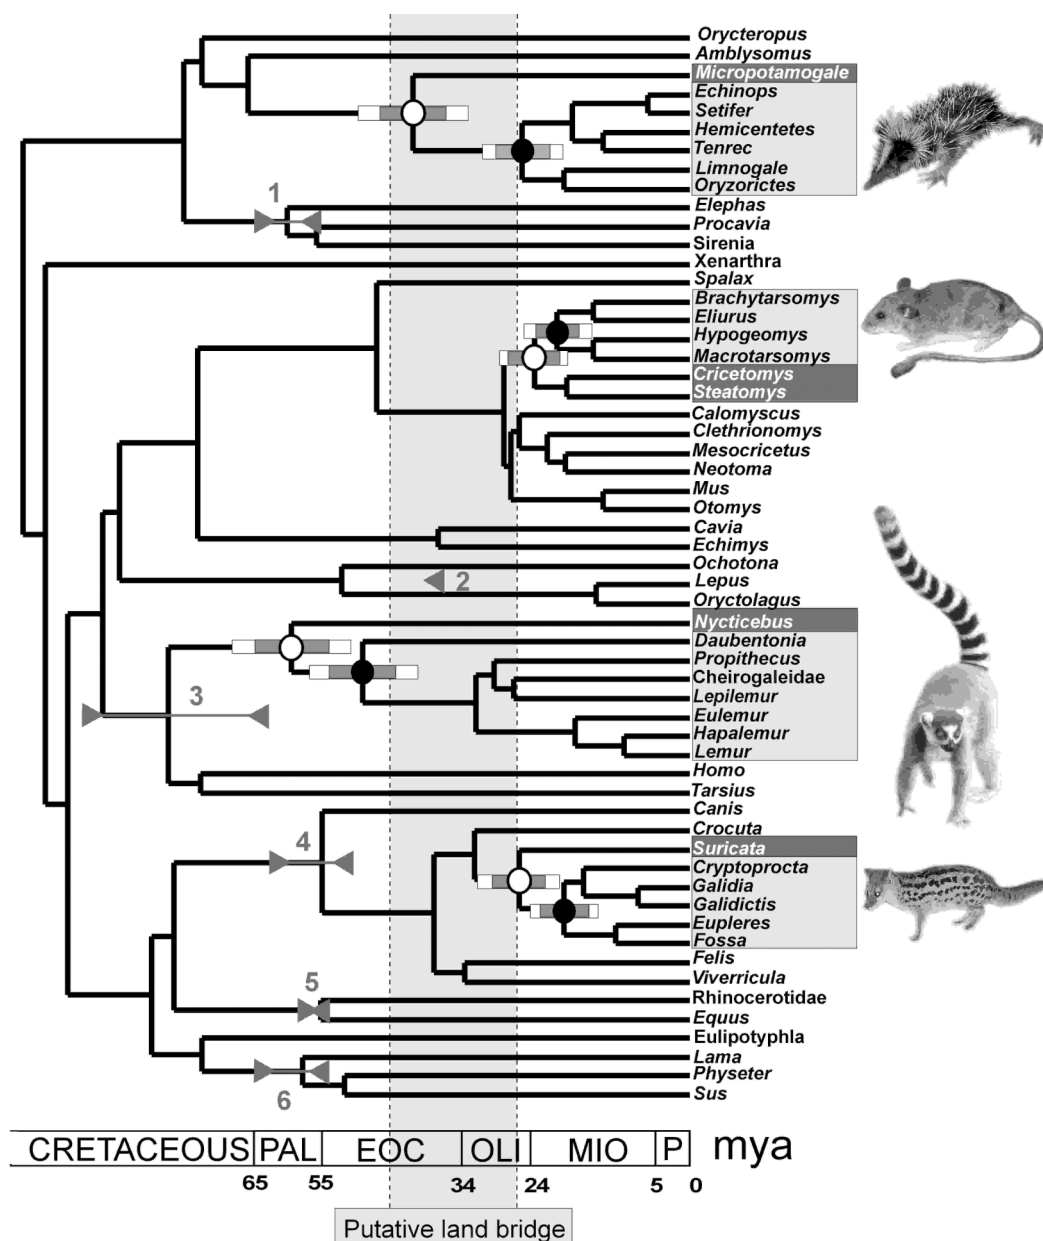 Orycteropus
Amblysomus
Micropotamogale
Echinops
Setifer
Hemicentetes
Tenrec
Limnogale
Oryzorictes
1
Elephas
Procavia
Sirenia
Xenarthra
Spalax
Brachytarsomys
Eliurus
Hypogeomys
Macrotarsomys
Cricetomys
Steatomys
Calomyscus
Clethrionomys
Mesocricetus
Neotoma
Mus
Otomys
Cavia
Echimys
Ochotona
2
Lepus
Oryctolagus
Nycticebus
Daubentonia
Propithecus
Cheirogaleidae
3
Lepilemur
Eulemur
Hapalemur
Lemur
Homo
Tarsius
Canis
Crocuta
4
Suricata
Cryptoprocta
Galidia
Galidictis
Eupleres
Fossa
Felis
Viverricula
5
Rhinocerotidae
Equus
Eulipotyphla
Lama
Physeter
6
Sus
CRETACEOUS PAL EOC OLI MIO P mya
65 55 34 24 5 0
Putative land bridge